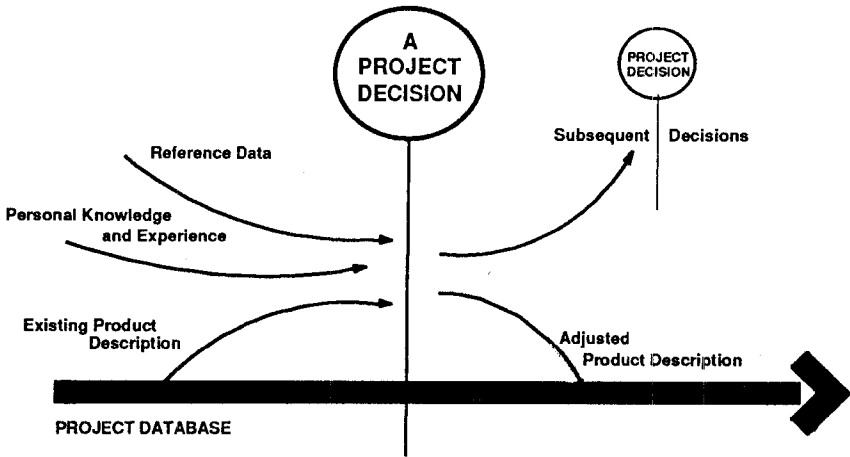 A
PROJECT
DECISION
PROJECT
DECISION
Subsequent Decisions
Reference Data
Personal Knowledge
and Experience
Existing Product
Description
Adjusted
Product Description
PROJECT DATABASE